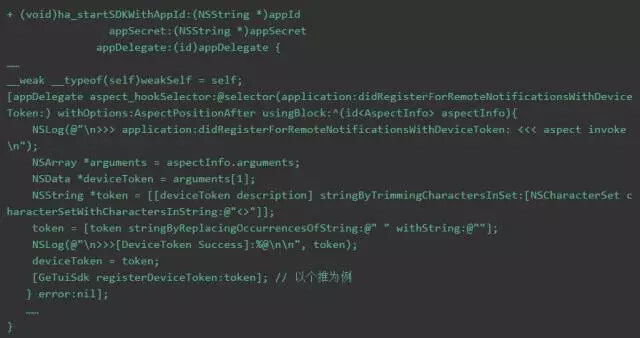 + (void)ha_startSDKWithAppId:(NSString *)appId
appSecret:(NSString *)appSecret
appDelegate:(id)appDelegate {
……
__weak __typeof(self)weakSelf = self;
[appDelegate aspect_hookSelector:@selector(application:didRegisterForRemoteNotificationsWithDevice
Token:) withOptions:AspectPositionAfter usingBlock:^(id<AspectInfo> aspectInfo){
NSLog(@"\n>>> application:didRegisterForRemoteNotificationsWithDeviceToken: <<< aspect invoke
\n");
NSArray *arguments = aspectInfo.arguments;
NSData *deviceToken = arguments[1];
NSString *token = [[deviceToken description] stringByTrimmingCharactersInSet:[NSCharacterSet c
haracterSetWithCharactersInString:@"<>"]];
token = [token stringByReplacingOccurrencesOfString:@" " withString:@""];
NSLog(@"\n>>>[DeviceToken Success]:%@\n\n", token);
deviceToken = token;
[GeTuiSdk registerDeviceToken:token]; // 以个推为例
} error:nil];
……
}